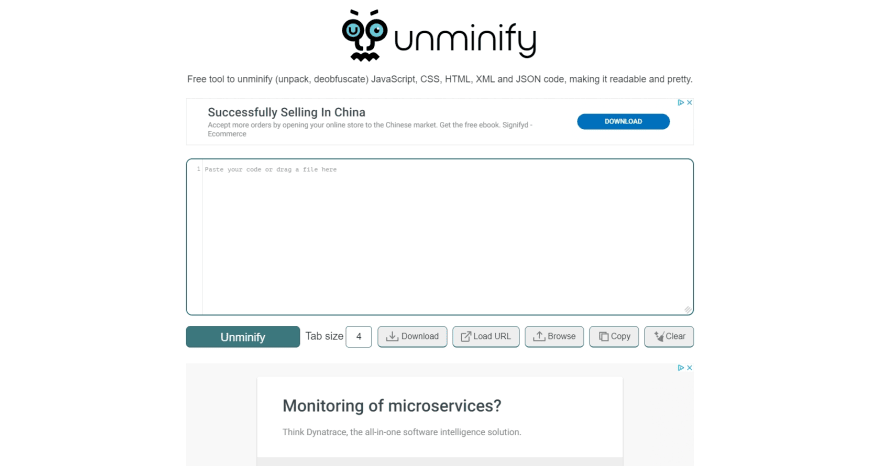 unminify
Free tool to unminify (unpack, deobfuscate) JavaScript, CSS, HTML, XML and JSON code, making it readable and pretty.
Successfully Selling In China
Accept more orders by opening your online store to the Chinese market. Get the free ebook. Signifyd -
Ecommerce
DOWNLOAD
1 Paste your code or drag a file here
Unminify Tab size 4 Download Load URL Browse Copy Clear
Monitoring of microservices?
Think Dynatrace, the all-in-one software intelligence solution.